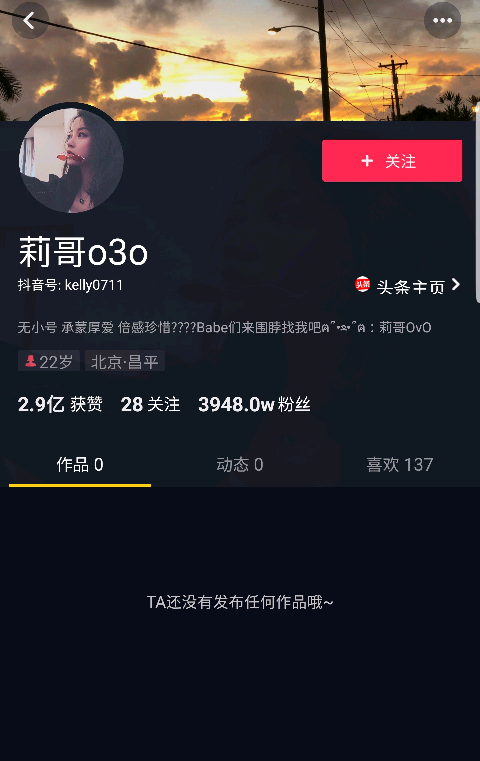 关注
莉哥o3o
抖音号: kelly0711
头条 头条主页
无小号 承蒙厚爱 倍感珍惜????Babe们来围脖找我吧ฅ˘•ﻌ•˘ฅ：莉哥OvO
22岁 北京·昌平
2.9亿 获赞 28 关注 3948.0w 粉丝
作品 0 动态 0 喜欢 137
TA还没有发布任何作品哦~